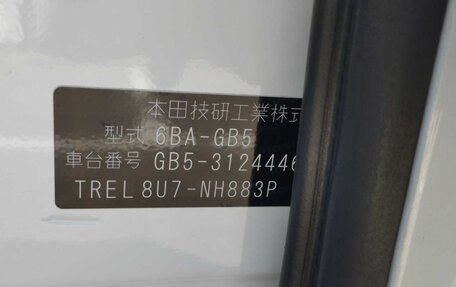 本田技研工業株式
型式 6BA-GB5
車台番号 GB5-3124446
TREL 8U7-NH883P